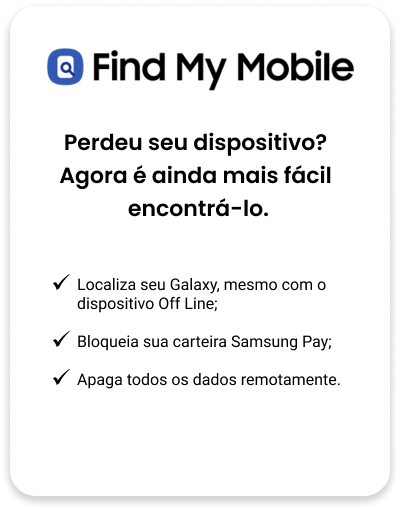 Find My Mobile
Perdeu seu dispositivo?
Agora é ainda mais fácil
encontrá-lo.
Localiza seu Galaxy, mesmo com o
dispositivo Off Line;
Bloqueia sua carteira Samsung Pay;
Apaga todos os dados remotamente.